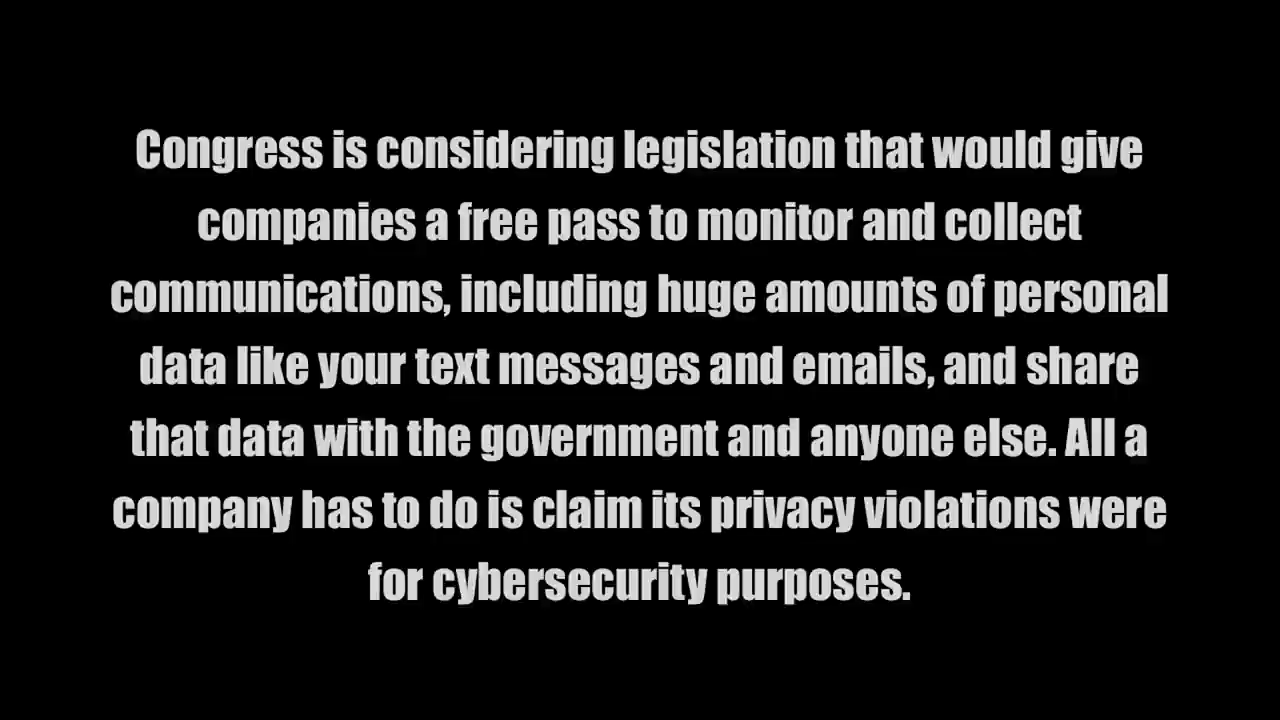 Congress is considering legislation that would give
companies a free pass to monitor and collect
communications, including huge amounts of personal
data like your text messages and emails, and share
that data with the government and anyone else. All a
company has to do is claim its privacy violations were
for cybersecurity purposes.